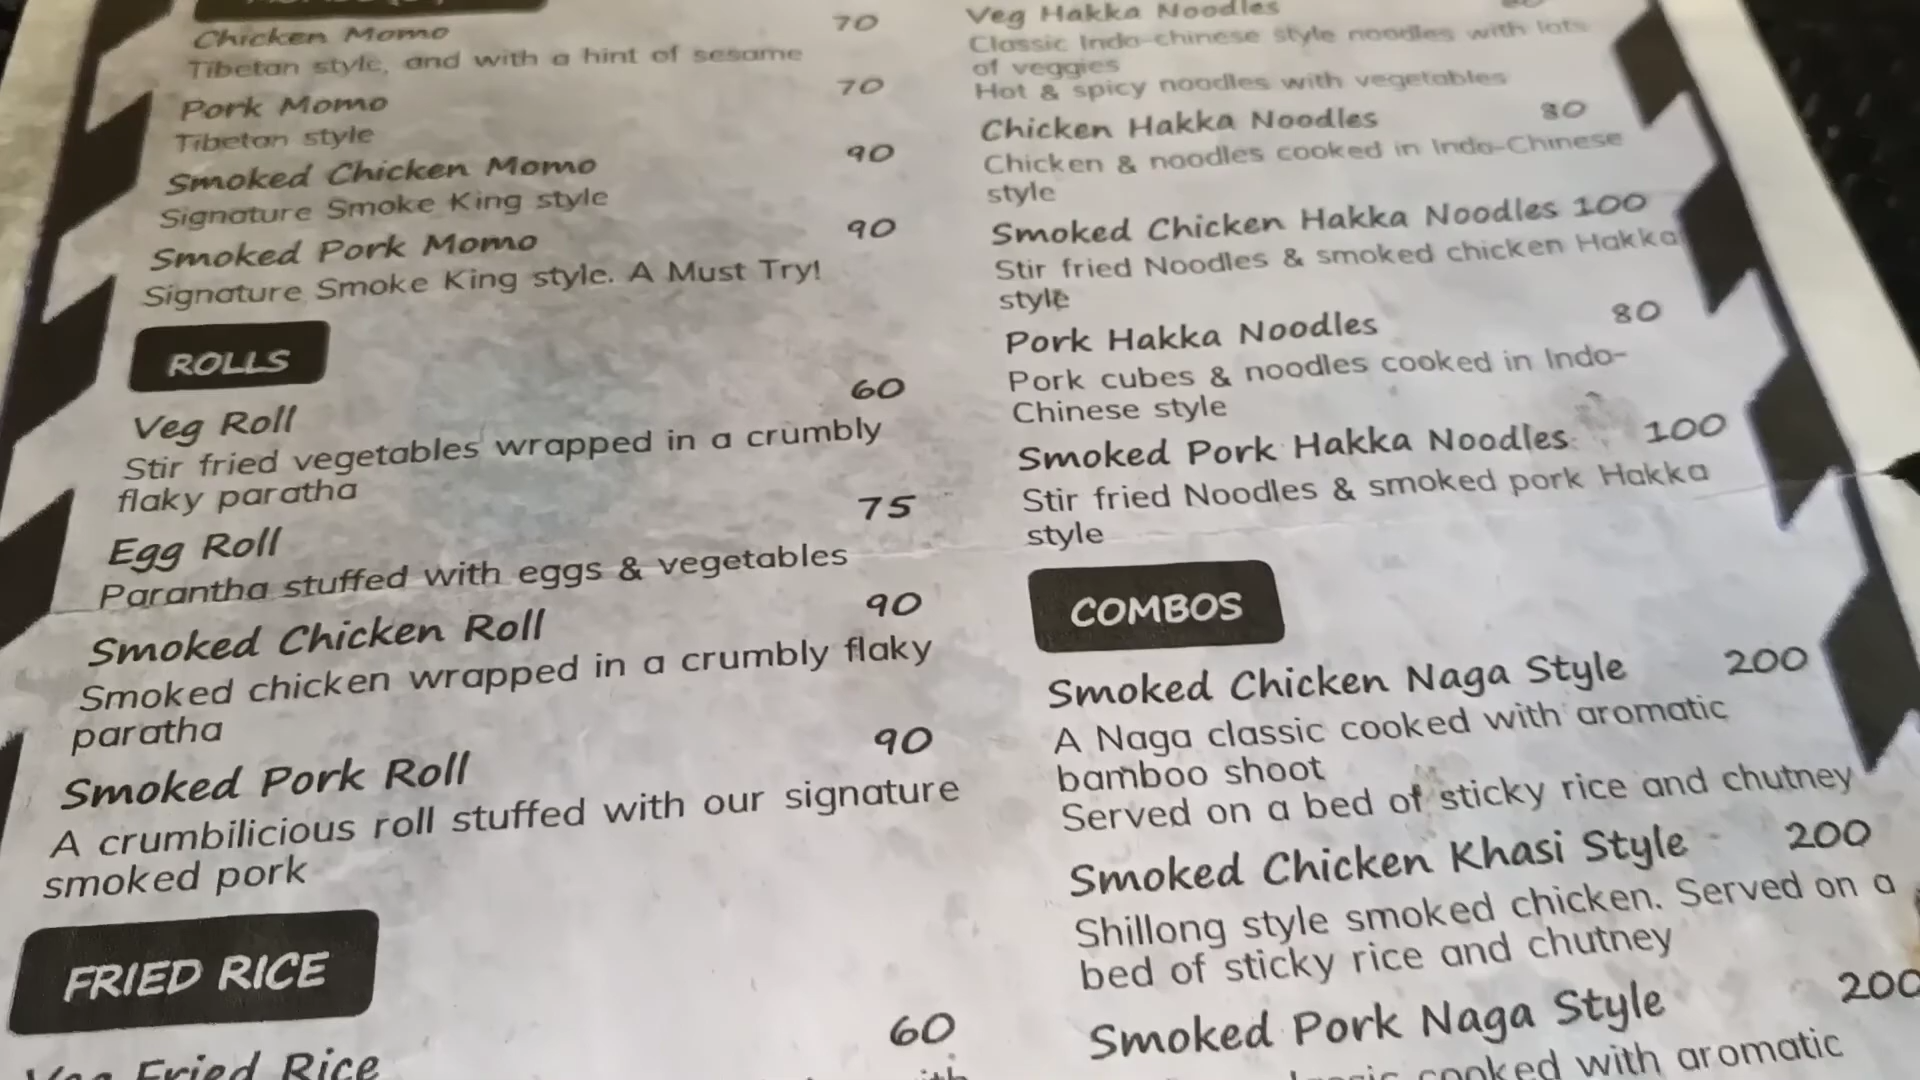 Chicken Momo 70
Tibetan style, and with a hint of sesame
Pork Momo 70
Tibetan style
Smoked Chicken Momo 90
Signature Smoke King style
Smoked Pork Momo 90
Signature Smoke King style. A Must Try!
ROLLS
Veg Roll 60
Stir fried vegetables wrapped in a crumbly
flaky paratha
Egg Roll 75
Parantha stuffed with eggs & vegetables
Smoked Chicken Roll 90
Smoked chicken wrapped in a crumbly flaky
paratha
Smoked Pork Roll 90
A crumbilicious roll stuffed with our signature
smoked pork
FRIED RICE
Veg Fried Rice 60
Veg Hakka Noodles
Classic Indo-chinese style noodles with lots
of veggies
Hot & spicy noodles with vegetables
Chicken Hakka Noodles 80
Chicken & noodles cooked in Indo-Chinese
style
Smoked Chicken Hakka Noodles 100
Stir fried Noodles & smoked chicken Hakka
style
Pork Hakka Noodles 80
Pork cubes & noodles cooked in Indo-
Chinese style
Smoked Pork Hakka Noodles 100
Stir fried Noodles & smoked pork Hakka
style
COMBOS
Smoked Chicken Naga Style 200
A Naga classic cooked with aromatic
bamboo shoot
Served on a bed of sticky rice and chutney
Smoked Chicken Khasi Style 200
Shillong style smoked chicken. Served on a
bed of sticky rice and chutney
Smoked Pork Naga Style 200
cooked with aromatic